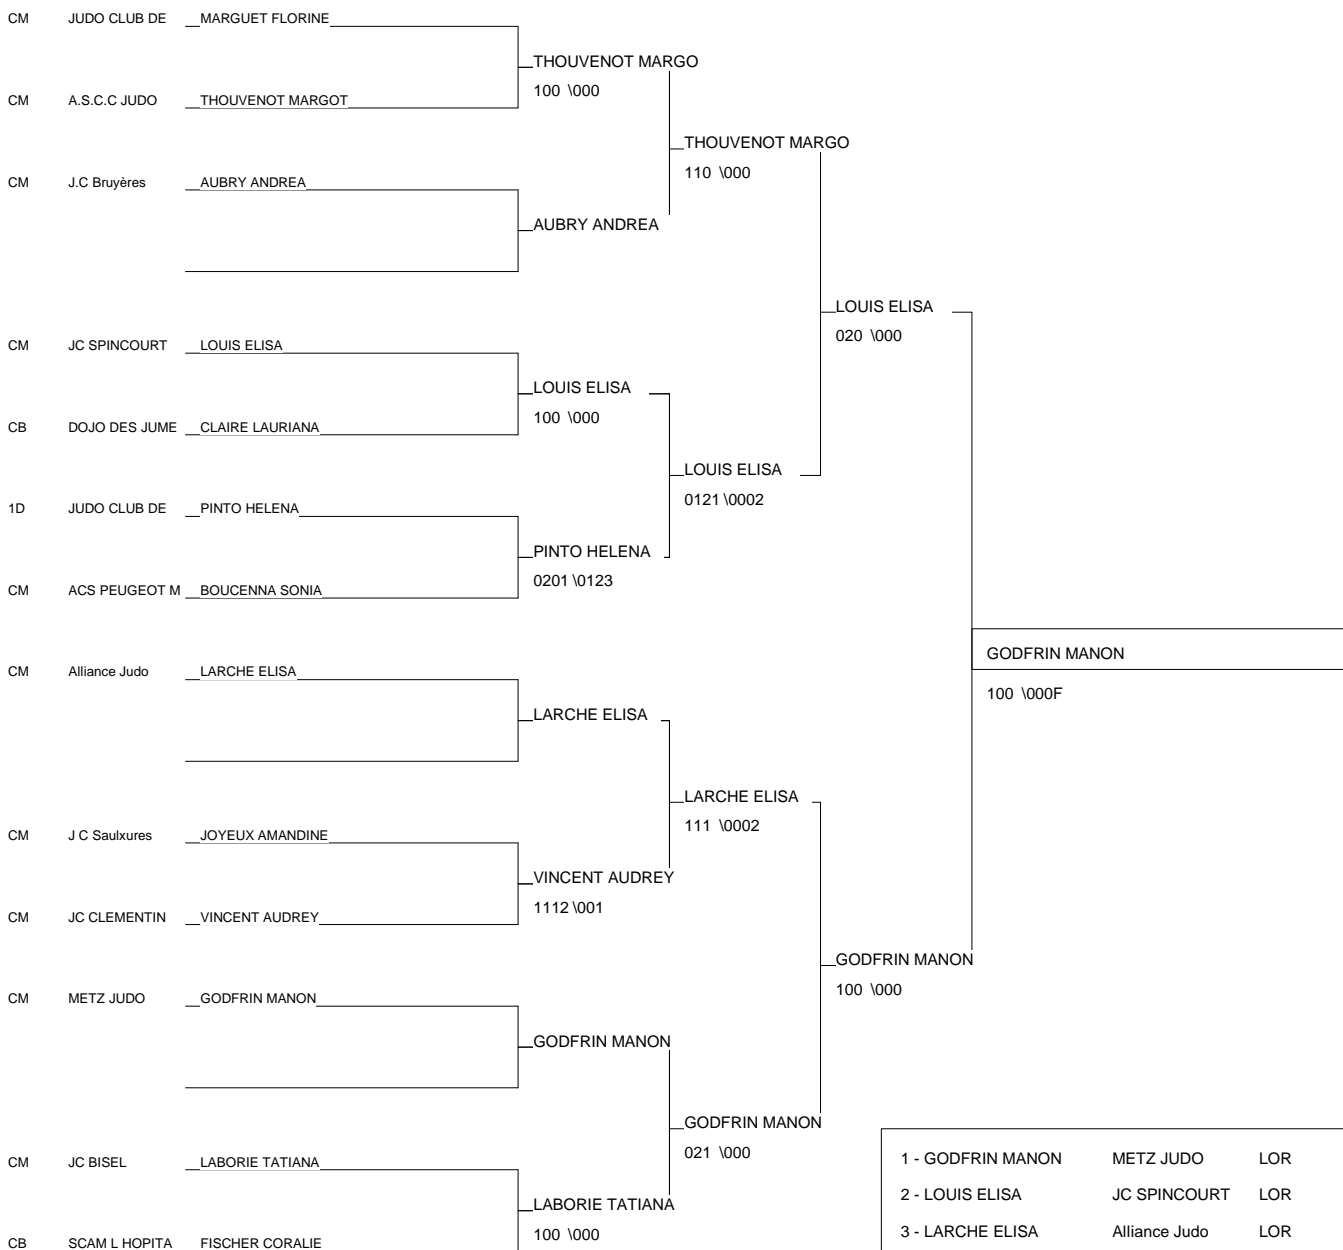 CM JUDO CLUB DE MARGUET FLORINE
THOUVENOT MARGO
100 \000
CM A.S.C.C JUDO THOUVENOT MARGOT
THOUVENOT MARGO
110 \000
CM J.C Bruyères AUBRY ANDREA
AUBRY ANDREA
LOUIS ELISA
020 \000
CM JC SPINCOURT LOUIS ELISA
LOUIS ELISA
100 \000
CB DOJO DES JUME CLAIRE LAURIANA
LOUIS ELISA
0121 \0002
1D JUDO CLUB DE PINTO HELENA
PINTO HELENA
0201 \0123
CM ACS PEUGEOT M BOUCENNA SONIA
GODFRIN MANON
100 \000F
CM Alliance Judo LARCHE ELISA
LARCHE ELISA
LARCHE ELISA
111 \0002
CM J C Saulxures JOYEUX AMANDINE
VINCENT AUDREY
1112 \001
CM JC CLEMENTIN VINCENT AUDREY
GODFRIN MANON
100 \000
CM METZ JUDO GODFRIN MANON
GODFRIN MANON
GODFRIN MANON
021 \000
CM JC BISEL LABORIE TATIANA
LABORIE TATIANA
100 \000
CB SCAM L HOPITA FISCHER CORALIE
1 - GODFRIN MANON METZ JUDO LOR
2 - LOUIS ELISA JC SPINCOURT LOR
3 - LARCHE ELISA Alliance Judo LOR